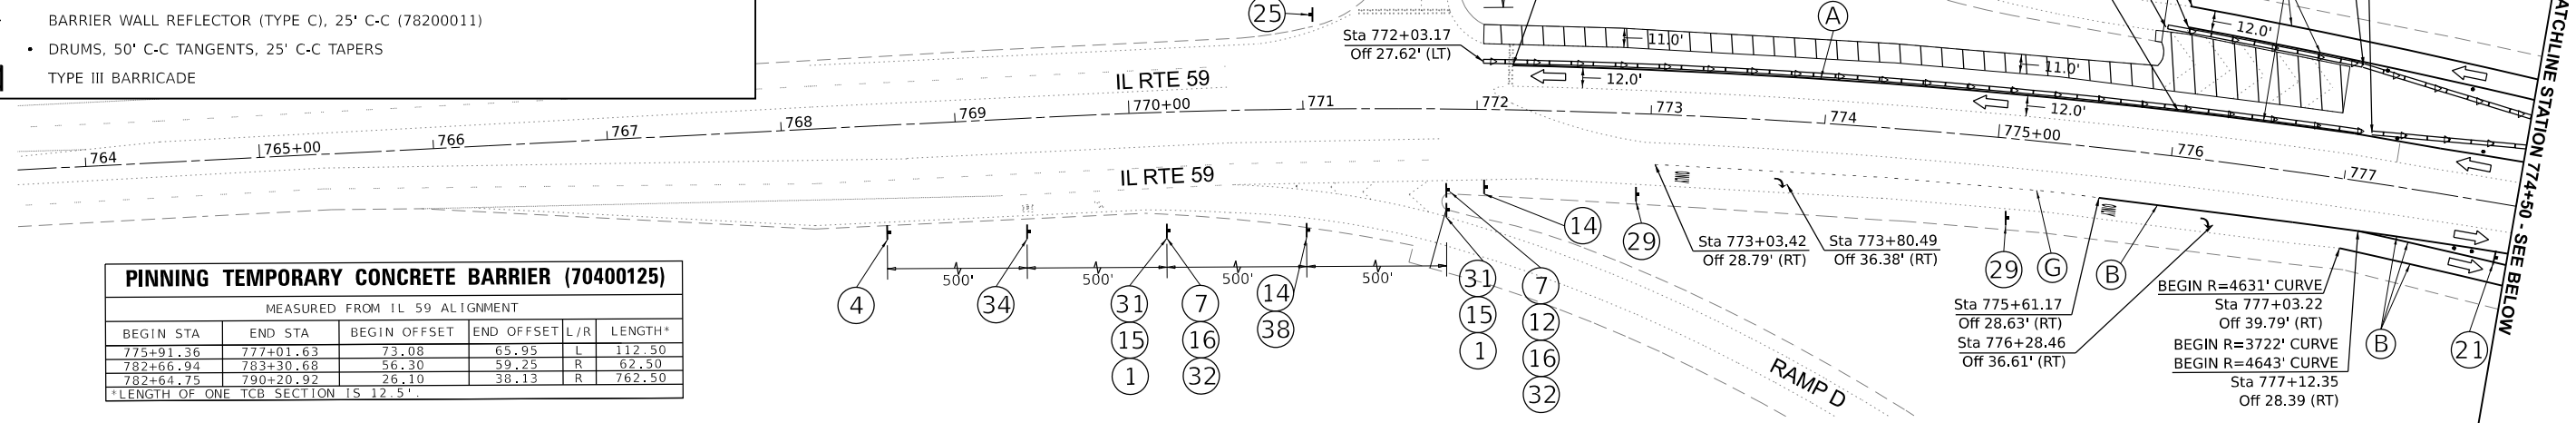 BARRIER WALL REFLECTOR (TYPE C), 25' C-C (78200011)
• DRUMS, 50' C-C TANGENTS, 25' C-C TAPERS
TYPE III BARRICADE
25
A
12.0'
Sta 772+03.17
Off 27.62' (LT)
11.0'
11.0'
12.0'
12.0'
IL RTE 59
764
765+00
766
767
768
769
770+00
771
772
773
774
775+00
776
777
IL RTE 59
MATCHLINE STATION 774+50 - SEE BELOW
500'
500'
500'
500'
4
34
31
15
1
7
16
32
14
38
31
15
1
7
12
16
32
14
29
Sta 773+03.42
Off 28.79' (RT)
Sta 773+80.49
Off 36.38' (RT)
29
G
B
Sta 775+61.17
Off 28.63' (RT)
Sta 776+28.46
Off 36.61' (RT)
BEGIN R=4631' CURVE
Sta 777+03.22
Off 39.79' (RT)
BEGIN R=3722' CURVE
BEGIN R=4643' CURVE
Sta 777+12.35
Off 28.39 (RT)
B
21
RAMP D
PINNING TEMPORARY CONCRETE BARRIER (70400125)
MEASURED FROM IL 59 ALIGNMENT
BEGIN STA END STA BEGIN OFFSET END OFFSET L/R LENGTH*
775+91.36 777+01.63 73.08 65.95 L 112.50
782+66.94 783+30.68 56.30 59.25 R 62.50
782+64.75 790+20.92 26.10 38.13 R 762.50
*LENGTH OF ONE TCB SECTION IS 12.5'.